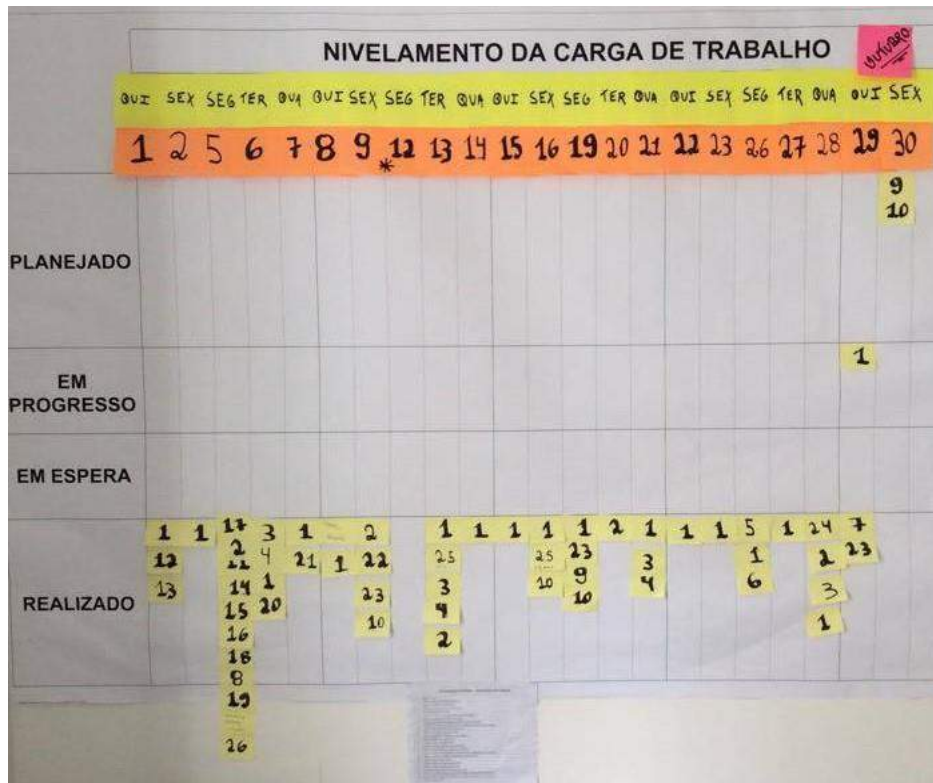 NIVELAMENTO DA CARGA DE TRABALHO
OUTUBRO
QUI SEX SEG TER QUA QUI SEX SEG TER QUA QUI SEX SEG TER QUA QUI SEX SEG TER QUA QUI SEX
1 2 5 6 7 8 9 * 12 13 14 15 16 19 20 21 22 23 26 27 28 29 30
9
10
PLANEJADO
1
EM
PROGRESSO
EM ESPERA
1 1 17 3 1 2 1 1 1 1 1 2 1 1 1 5 1 24 7
12 2 4 21 1 22 25 25 23 3 1 2 23
11
13 14 1 23 3 10 9 4 6 3
REALIZADO
15 20 10 4 10 1
16 2
18
8
19
26